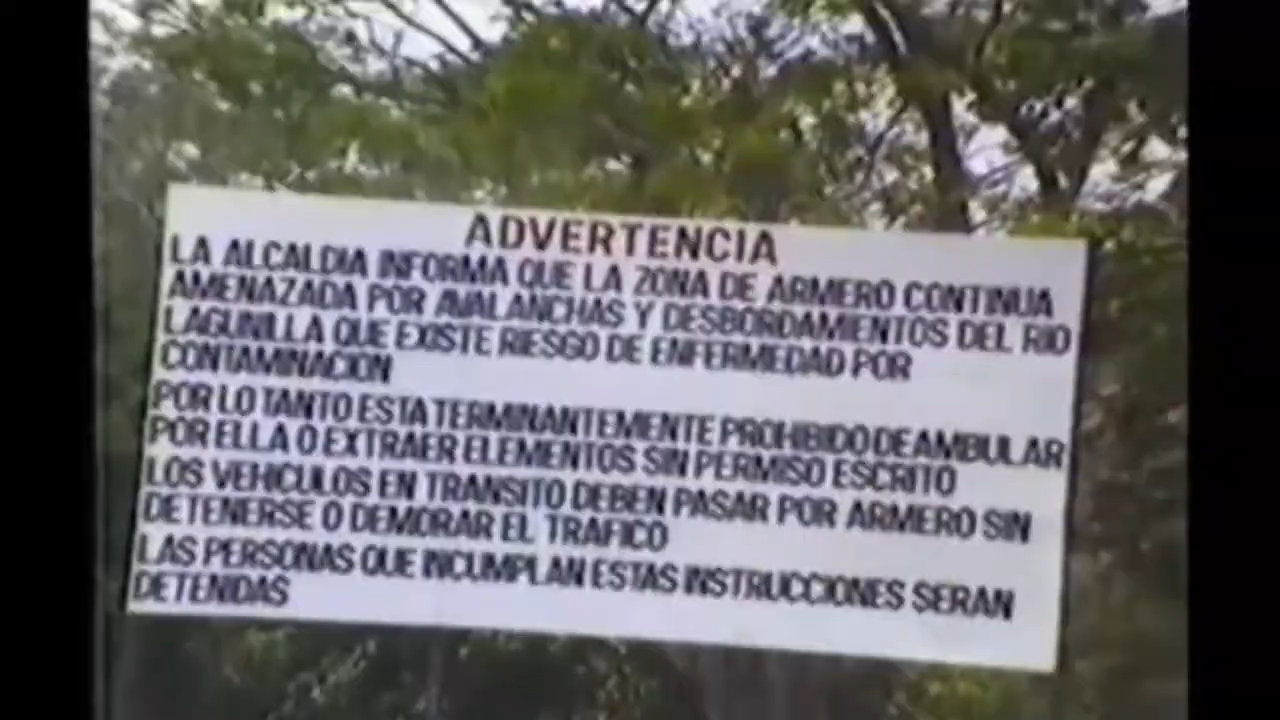 ADVERTENCIA
LA ALCALDIA INFORMA QUE LA ZONA DE ARMERO CONTINUA
AMENAZADA POR AVALANCHAS Y DESBORDAMIENTOS DEL RIO
LAGUNILLA QUE EXISTE RIESGO DE ENFERMEDAD POR
CONTAMINACION
POR LO TANTO ESTA TERMINANTEMENTE PROHIBIDO DEAMBULAR
POR ELLA O EXTRAER ELEMENTOS SIN PERMISO ESCRITO
LOS VEHICULOS EN TRANSITO DEBEN PASAR POR ARMERO SIN
DETENERSE O DEMORAR EL TRAFICO
LAS PERSONAS QUE INCUMPLAN ESTAS INSTRUCCIONES SERAN
DETENIDAS